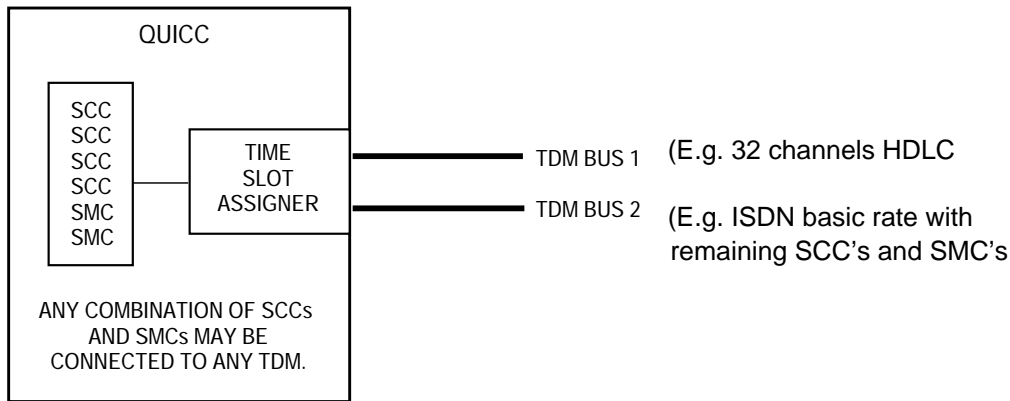 QUICC
SCC
SCC
SCC
SCC
SMC
SMC
TIME
SLOT
ASSIGNER
TDM BUS 1 (E.g. 32 channels HDLC
TDM BUS 2 (E.g. ISDN basic rate with
remaining SCC's and SMC's
ANY COMBINATION OF SCCs
AND SMCs MAY BE
CONNECTED TO ANY TDM.